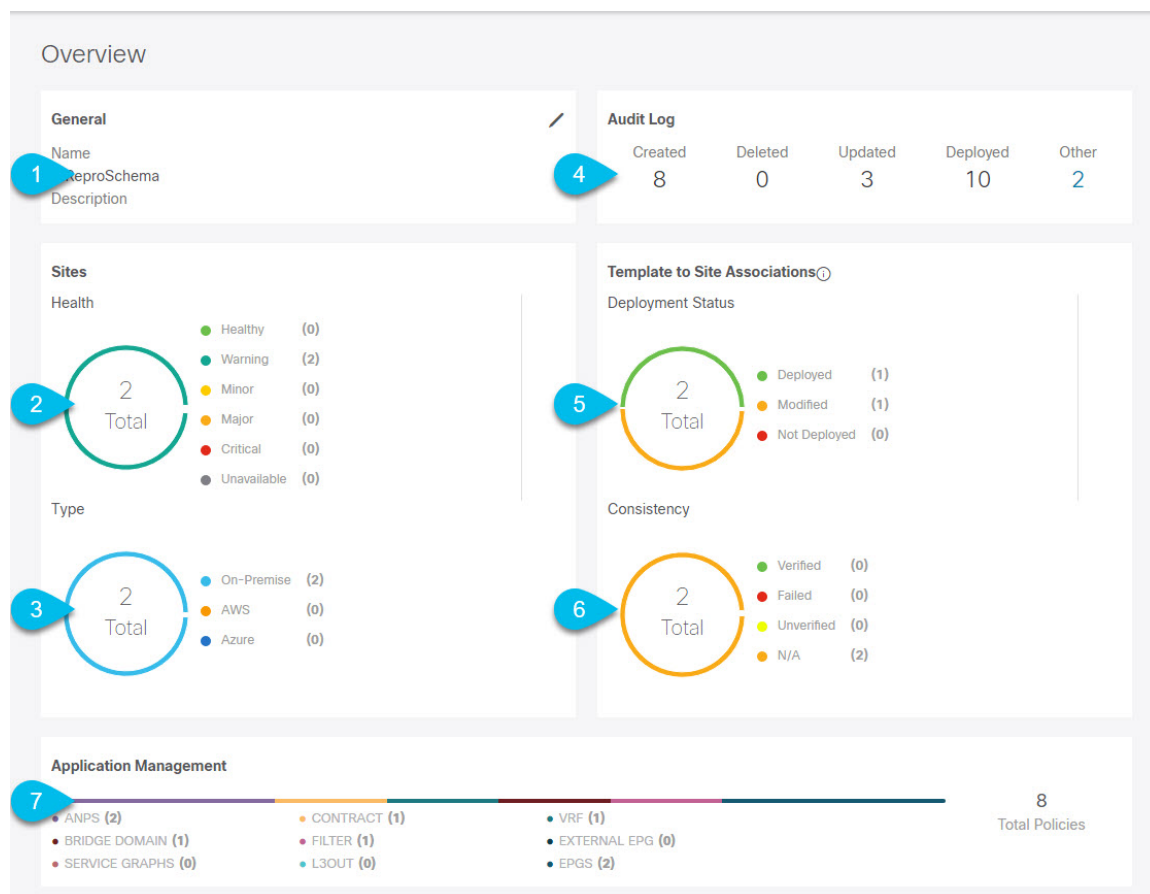 Overview
General
Name
1
ReproSchema
Description
Audit Log
Created Deleted Updated Deployed Other
4
8 0 3 10 2
Sites
Health
2
2
Total
Healthy (0)
Warning (2)
Minor (0)
Major (0)
Critical (0)
Unavailable (0)
Type
3
2
Total
On-Premise (2)
AWS (0)
Azure (0)
Template to Site Associations
Deployment Status
5
2
Total
Deployed (1)
Modified (1)
Not Deployed (0)
Consistency
6
2
Total
Verified (0)
Failed (0)
Unverified (0)
N/A (2)
Application Management
7
ANPS (2) CONTRACT (1) VRF (1)
BRIDGE DOMAIN (1) FILTER (1) EXTERNAL EPG (0)
SERVICE GRAPHS (0) L3OUT (0) EPGS (2)
8
Total Policies